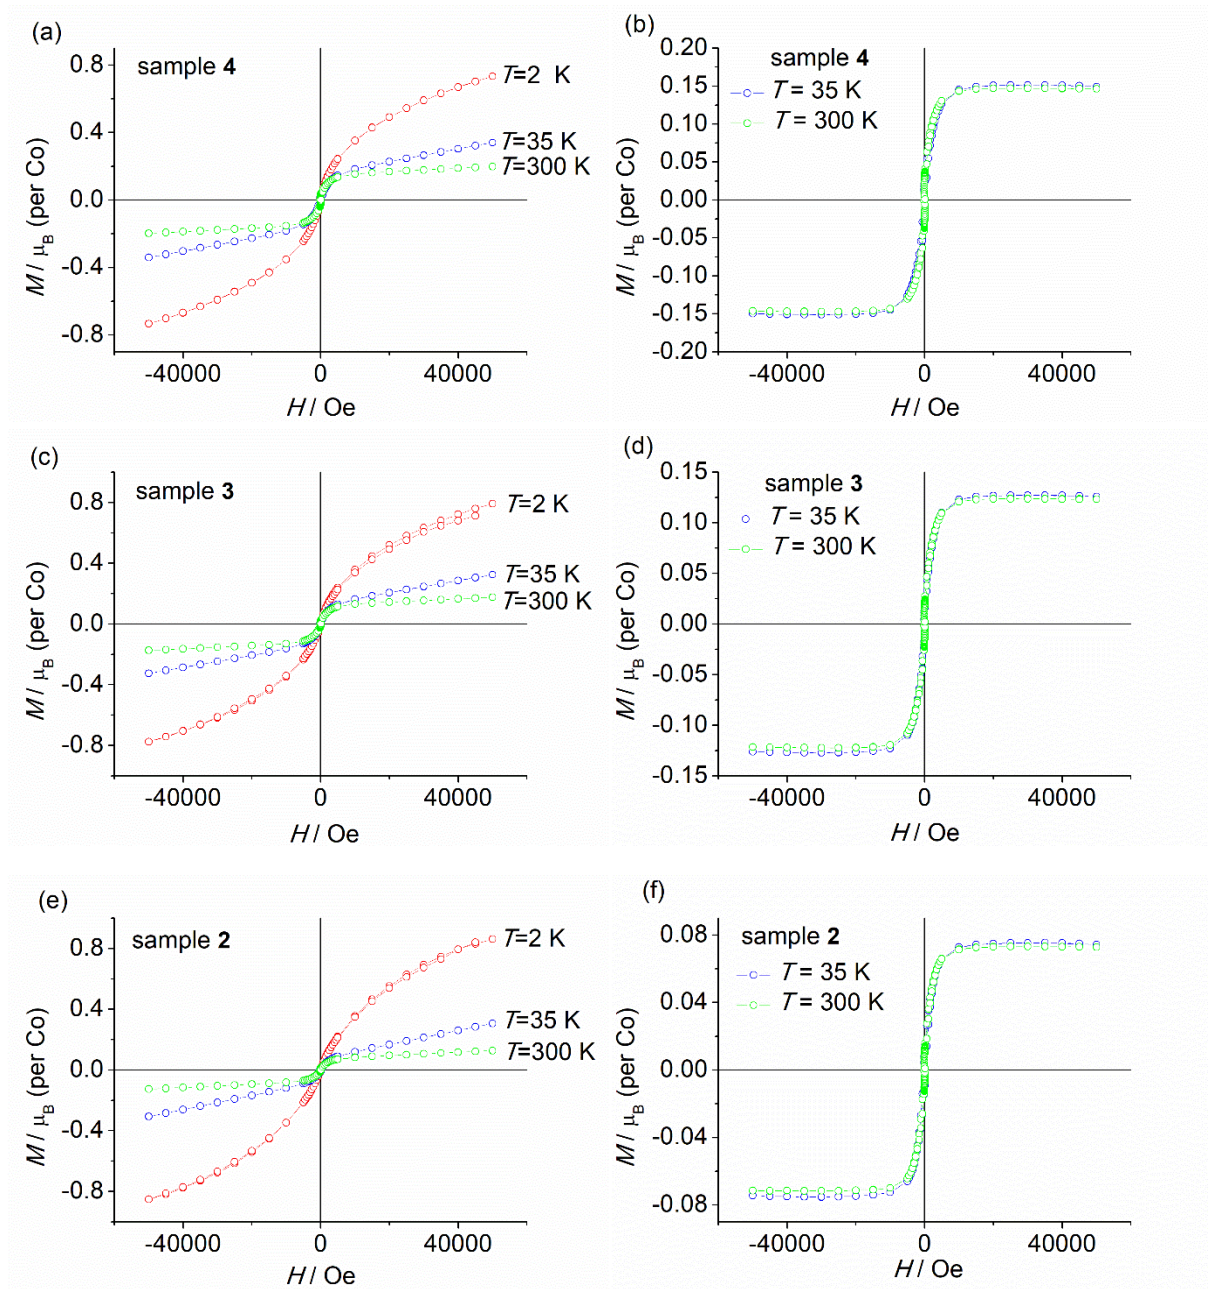 (a)
sample 4
T=2 K
T=35 K
T=300 K
0.8
0.4
0.0
-0.4
-0.8
M / μB (per Co)
-40000 0 40000
H / Oe
(b)
sample 4
T = 35 K
T = 300 K
0.20
0.15
0.10
0.05
0.00
-0.05
-0.10
-0.15
-0.20
M / μB (per Co)
-40000 0 40000
H / Oe
(c)
sample 3
T=2 K
T=35 K
T=300 K
0.8
0.4
0.0
-0.4
-0.8
M / μB (per Co)
-40000 0 40000
H / Oe
(d)
sample 3
T = 35 K
T = 300 K
0.15
0.10
0.05
0.00
-0.05
-0.10
-0.15
M / μB (per Co)
-40000 0 40000
H / Oe
(e)
sample 2
T=2 K
T=35 K
T=300 K
0.8
0.4
0.0
-0.4
-0.8
M / μB (per Co)
-40000 0 40000
H / Oe
(f)
sample 2
T = 35 K
T = 300 K
0.08
0.04
0.00
-0.04
-0.08
M / μB (per Co)
-40000 0 40000
H / Oe